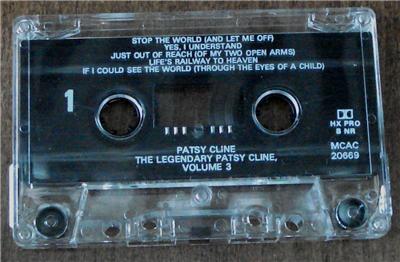 STOP THE WORLD (AND LET ME OFF)
YES, I UNDERSTAND
JUST OUT OF REACH (OF MY TWO OPEN ARMS)
LIFE'S RAILWAY TO HEAVEN
IF I COULD SEE THE WORLD (THROUGH THE EYES OF A CHILD)
1
HX PRO
B NR
PATSY CLINE
THE LEGENDARY PATSY CLINE,
VOLUME 3
MCAC
20669